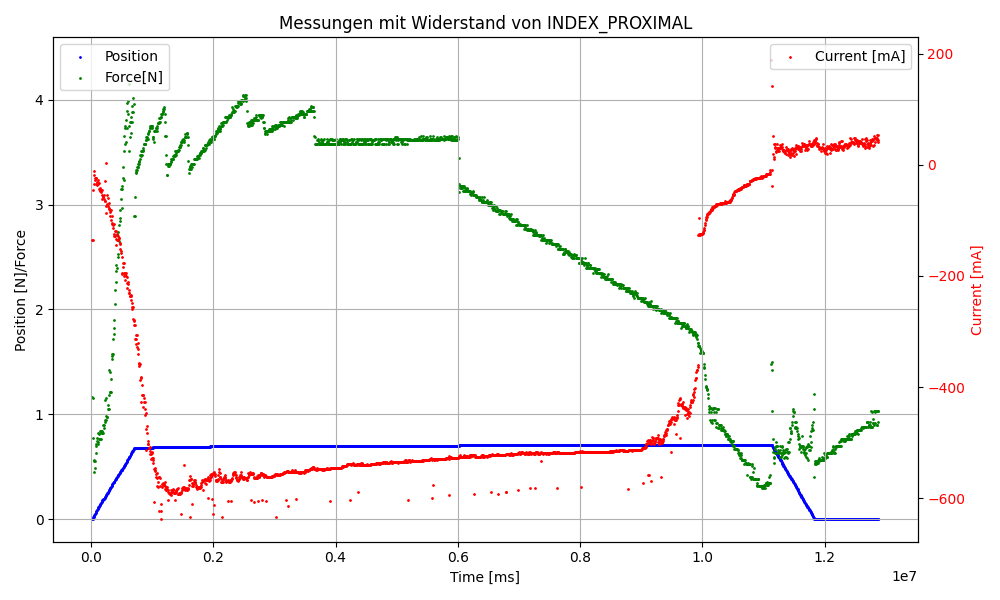 Messungen mit Widerstand von INDEX_PROXIMAL
Position
Force[N]
Current [mA]
Position [N]/Force
4
3
2
1
0
Current [mA]
200
0
−200
−400
−600
0.0
0.2
0.4
0.6
0.8
1.0
1.2
1e7
Time [ms]